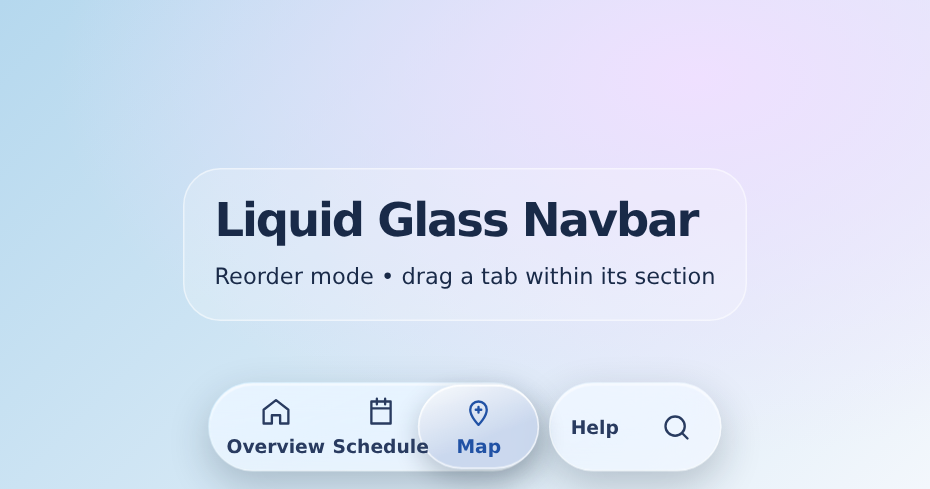 Liquid Glass Navbar
Reorder mode • drag a tab within its section
Overview Schedule Map Help